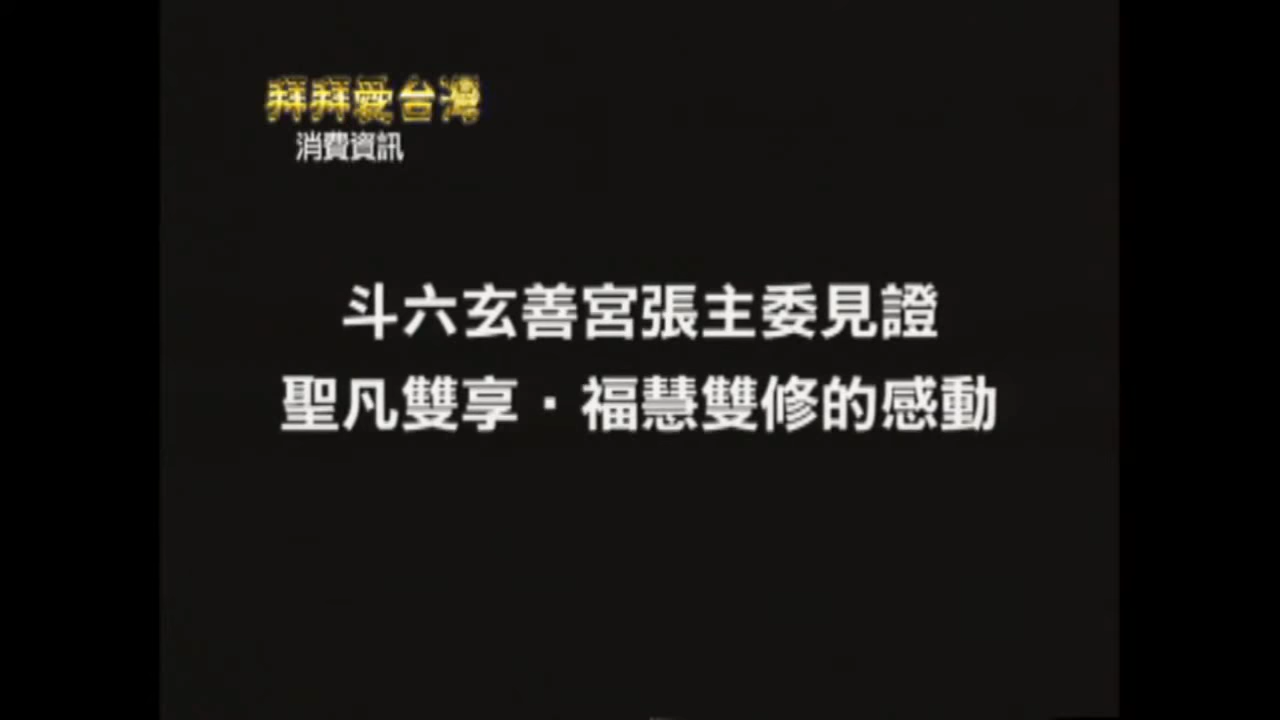 拜拜愛台灣
消費資訊
斗六玄善宮張主委見證
聖凡雙享·福慧雙修的感動